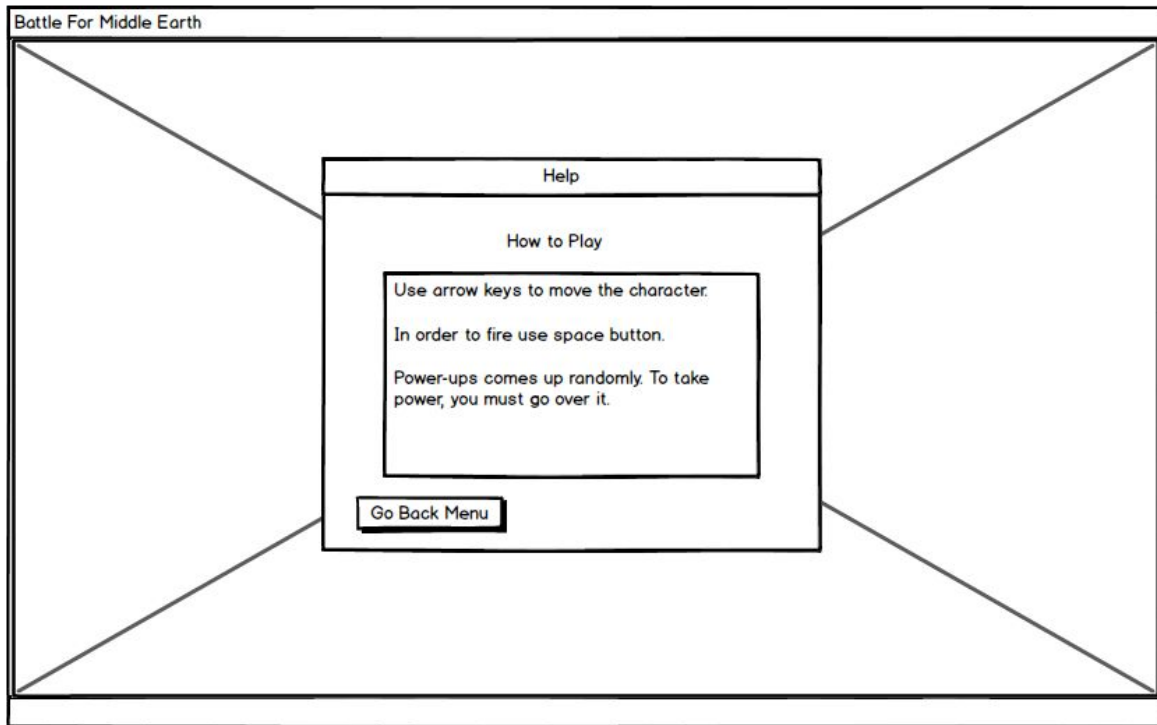 Battle For Middle Earth
Help
How to Play
Use arrow keys to move the character.
In order to fire use space button.
Power-ups comes up randomly. To take
power, you must go over it.
Go Back Menu